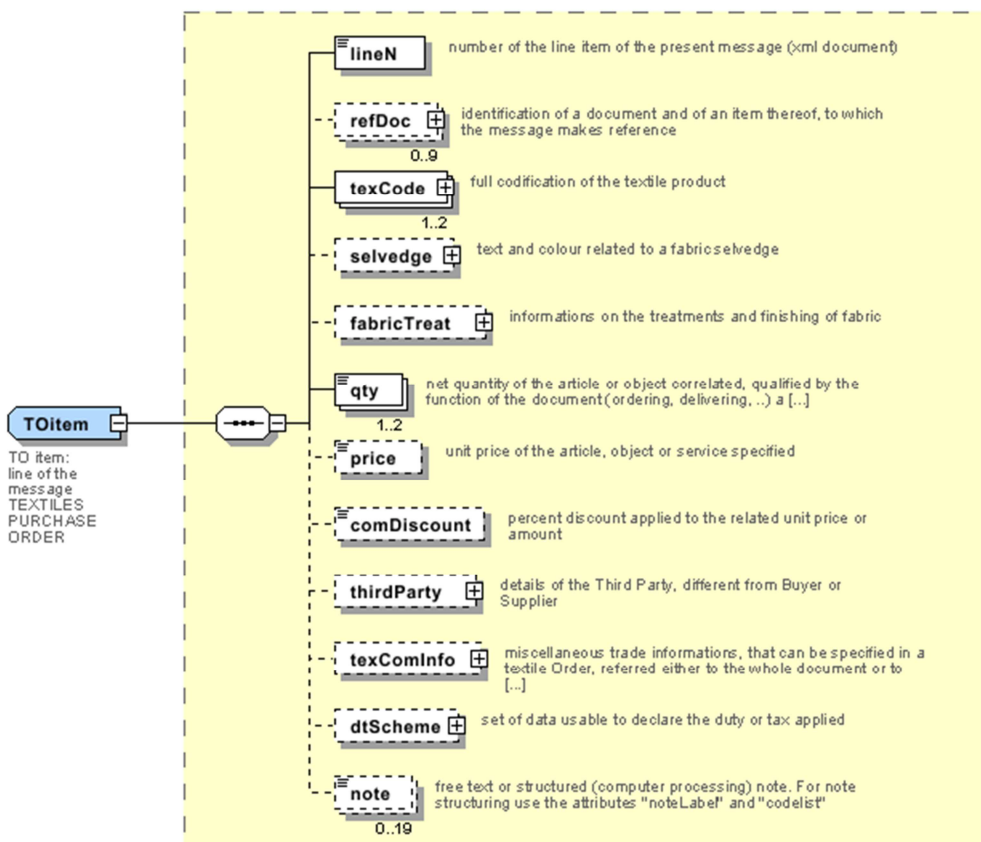 lineN
number of the line item of the present message (xml document)
refDoc
identification of a document and of an item thereof, to which
the message makes reference
0..9
texCode
full codification of the textile product
1..2
selvedge
text and colour related to a fabric selvedge
fabricTreat
informations on the treatments and finishing of fabric
qty
net quantity of the article or object correlated, qualified by the
function of the document (ordering, delivering, ..) a [...]
1..2
TOitem
TO item:
line of the
message
TEXTILES
PURCHASE
ORDER
price
unit price of the article, object or service specified
comDiscount
percent discount applied to the related unit price or
amount
thirdParty
details of the Third Party, different from Buyer or
Supplier
texComInfo
miscellaneous trade informations, that can be specified in a
textile Order, referred either to the whole document or to
[...]
dtScheme
set of data usable to declare the duty or tax applied
note
free text or structured (computer processing) note. For note
structuring use the attributes "noteLabel" and "codelist"
0..19